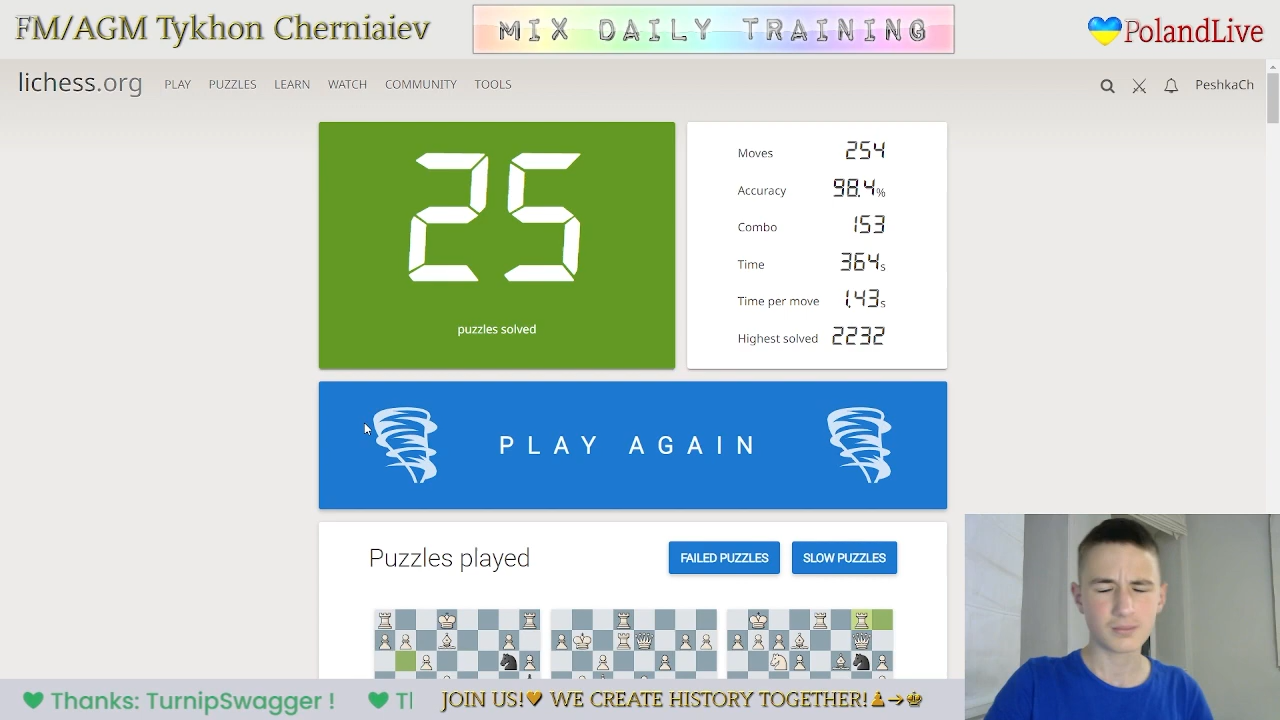 FM/AGM Tykhon Cherniaiev
MIX DAILY TRAINING
PolandLive
lichess.org PLAY PUZZLES LEARN WATCH COMMUNITY TOOLS PeshkaCh
25
puzzles solved
Moves 254
Accuracy 98.4%
Combo 153
Time 364s
Time per move 1.43s
Highest solved 2232
PLAY AGAIN
Puzzles played FAILED PUZZLES SLOW PUZZLES
Thanks: TurnipSwagger !
JOIN US! WE CREATE HISTORY TOGETHER!